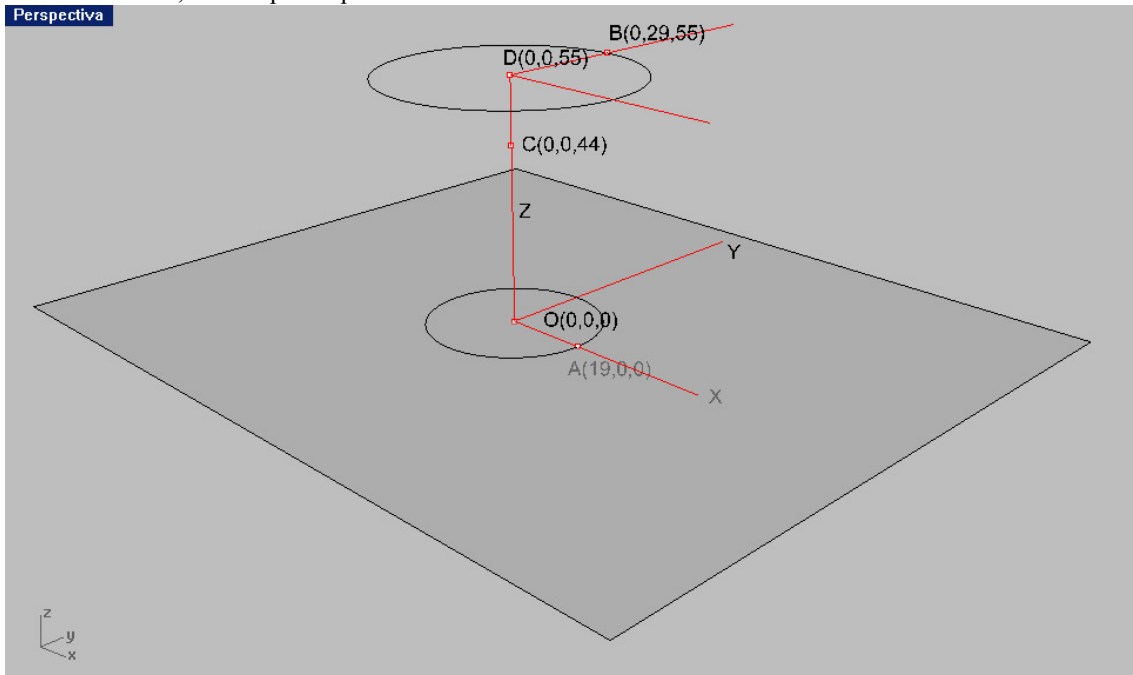 Perspectiva
B(0,29,55)
D(0,0,55)
C(0,0,44)
Z
Y
O(0,0,0)
A(19,0,0)
X
z
y
x